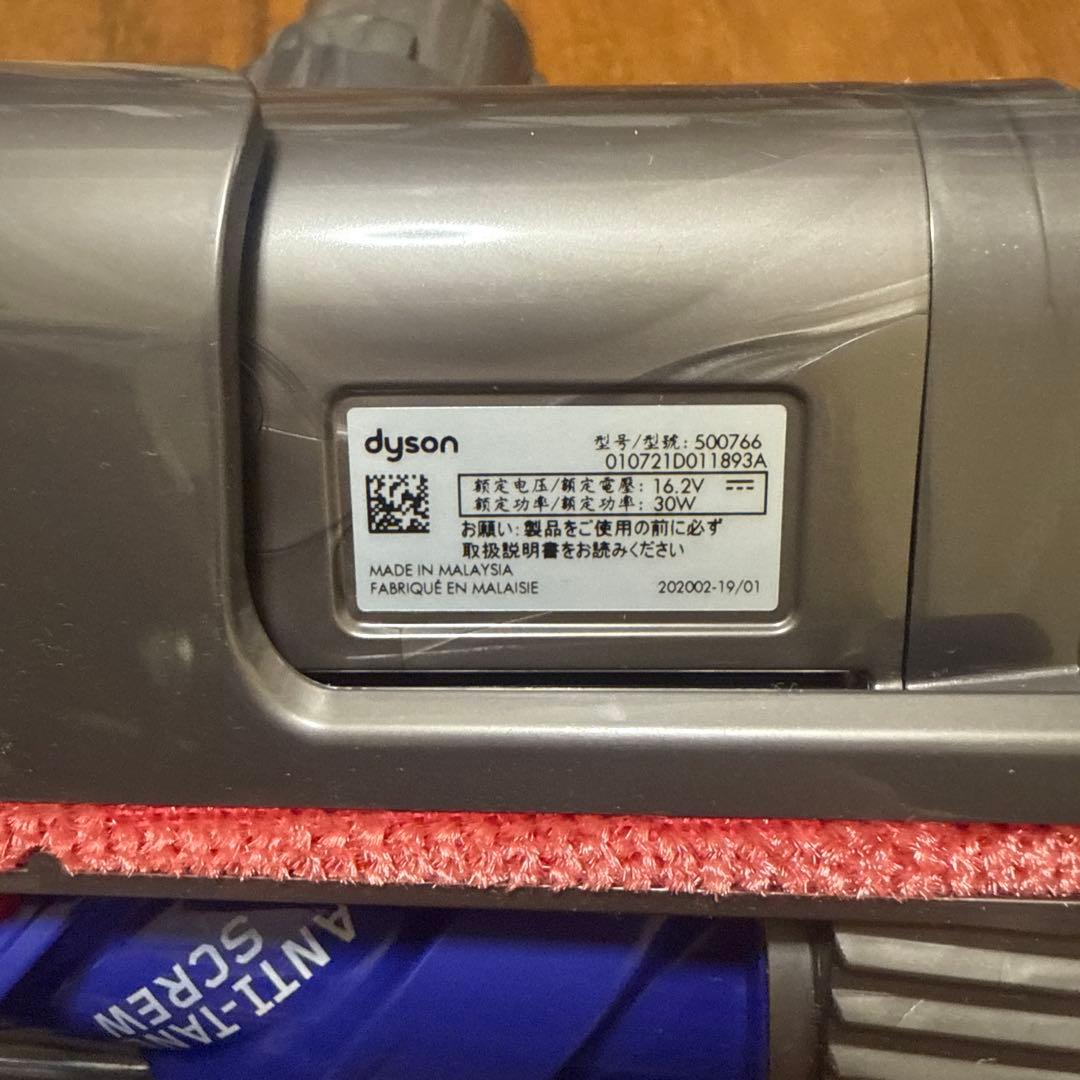 dyson
型号/型號: 500766
010721D011893A
额定电压/額定電壓: 16.2V
额定功率/額定功率: 30W
お願い: 製品をご使用の前に必ず
取扱説明書をお読みください
MADE IN MALAYSIA
FABRIQUÉ EN MALAISIE
202002-19/01
ANTI-TAN
SCREW